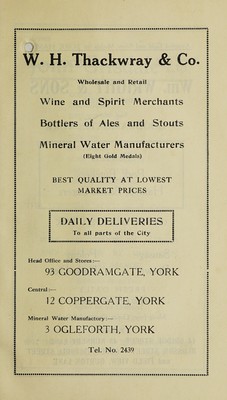 W. H. Thackwray & Co.
Wholesale and Retail
Wine and Spirit Merchants
Bottlers of Ales and Stouts
Mineral Water Manufacturers
(Eight Gold Medals)
BEST QUALITY AT LOWEST
MARKET PRICES
DAILY DELIVERIES
To all parts of the City
Head Office and Stores:—
93 GOODRAMGATE, YORK
Central:—
12 COPPERGATE, YORK
Mineral Water Manufactory:—
3 OGLEFORTH, YORK
Tel. No. 2439